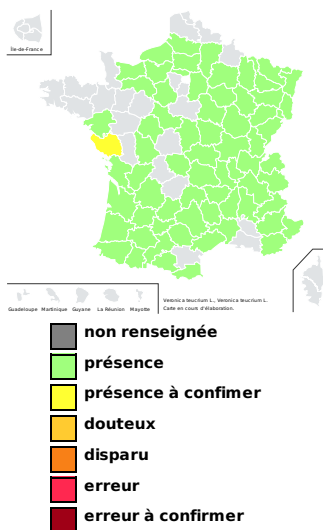 Île-de-France
Guadeloupe Martinique Guyane La Réunion Mayotte
Veronica teucrium L., Veronica teucrium L.
Carte en cours d'élaboration.
non renseignée
présence
présence à confimer
douteux
disparu
erreur
erreur à confirmer